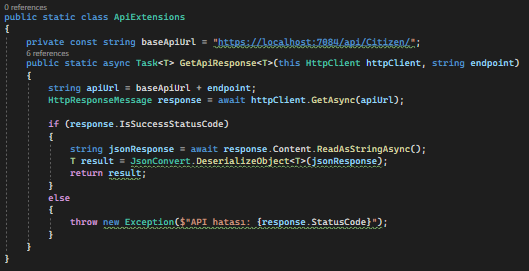 0 references
public static class ApiExtensions
{
private const string baseApiUrl = "https://localhost:7084/api/Citizen/";
6 references
public static async Task<T> GetApiResponse<T>(this HttpClient httpClient, string endpoint)
{
string apiUrl = baseApiUrl + endpoint;
HttpResponseMessage response = await httpClient.GetAsync(apiUrl);
if (response.IsSuccessStatusCode)
{
string jsonResponse = await response.Content.ReadAsStringAsync();
T result = JsonConvert.DeserializeObject<T>(jsonResponse);
return result;
}
else
{
throw new Exception($"API hatası: {response.StatusCode}");
}
}
}